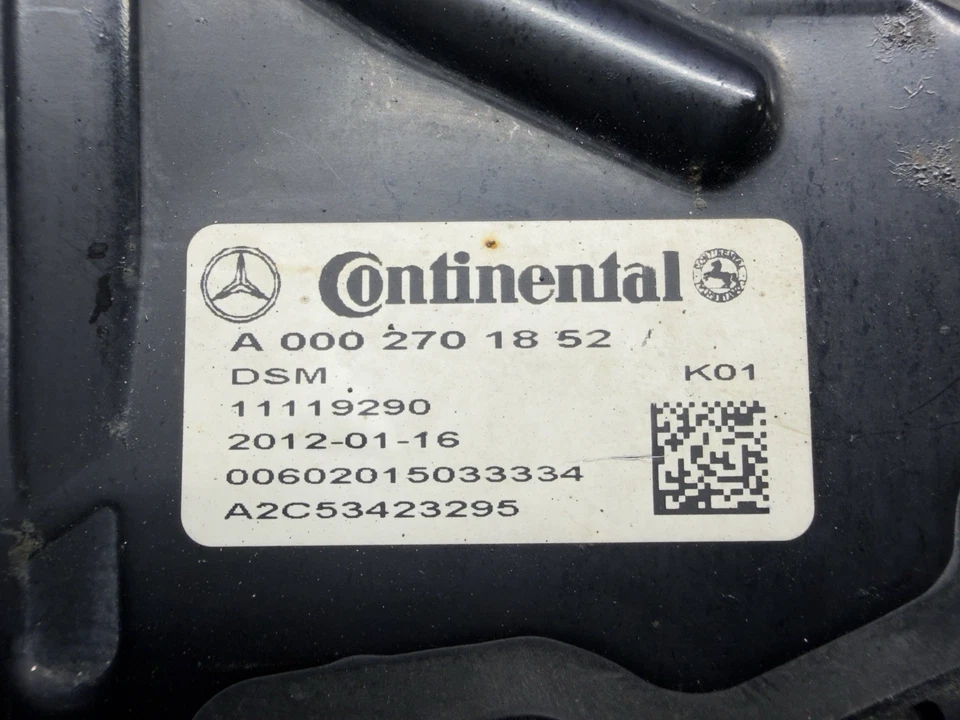 Continental
A 000 270 18 52 /
DSM K01
11119290
2012-01-16
00602015033334
A2C53423295